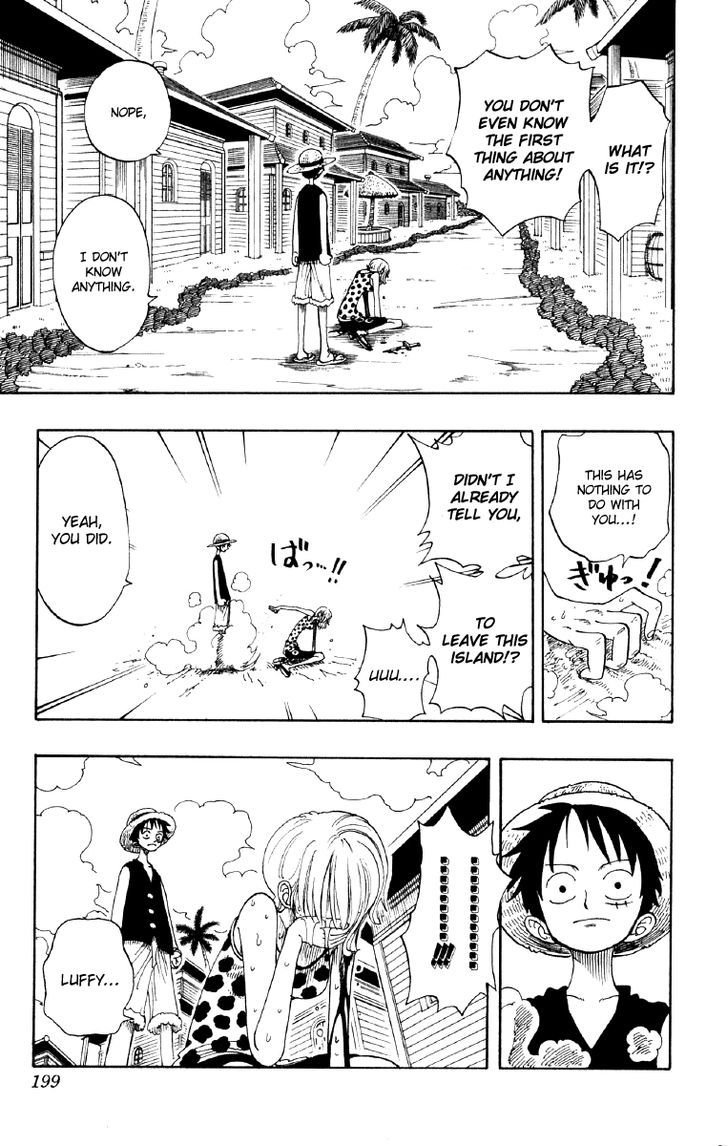 WHAT
IS IT!?
YOU DON'T
EVEN KNOW
THE FIRST
THING ABOUT
ANYTHING!
NOPE,
I DON'T
KNOW
ANYTHING.
THIS HAS
NOTHING TO
DO WITH
YOU...!
ぎゅっ!
DIDN'T I
ALREADY
TELL YOU,
TO
LEAVE THIS
ISLAND!?
UUU....
ばっ…!!
YEAH,
YOU DID.
!!
LUFFY...
199